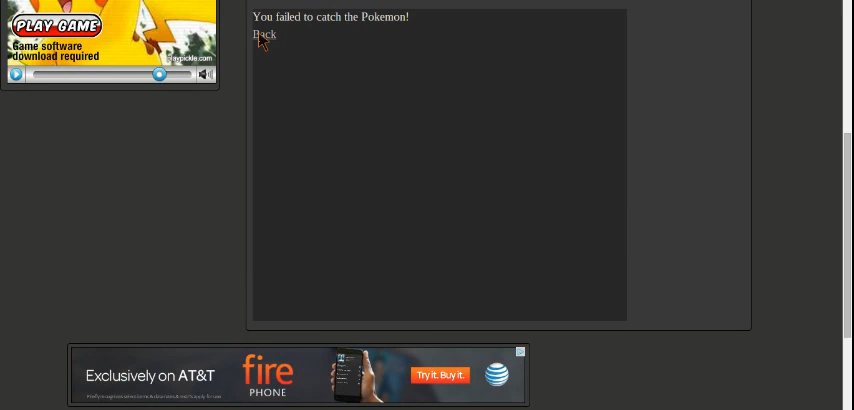 PLAY GAME
Game software
download required
playpickle.com
You failed to catch the Pokemon!
Back
Exclusively on AT&T
fire
PHONE
Try it. Buy it.